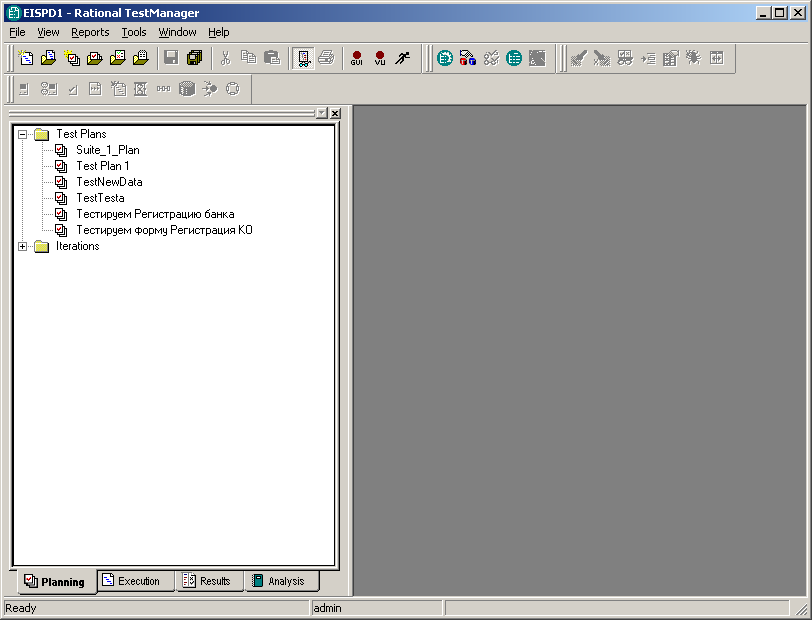 EISPD1 - Rational TestManager
File View Reports Tools Window Help
GUI VU
Test Plans
Suite_1_Plan
Test Plan 1
TestNewData
TestTesta
Тестируем Регистрацию банка
Тестируем форму Регистрация КО
Iterations
Planning Execution Results Analysis
Ready admin